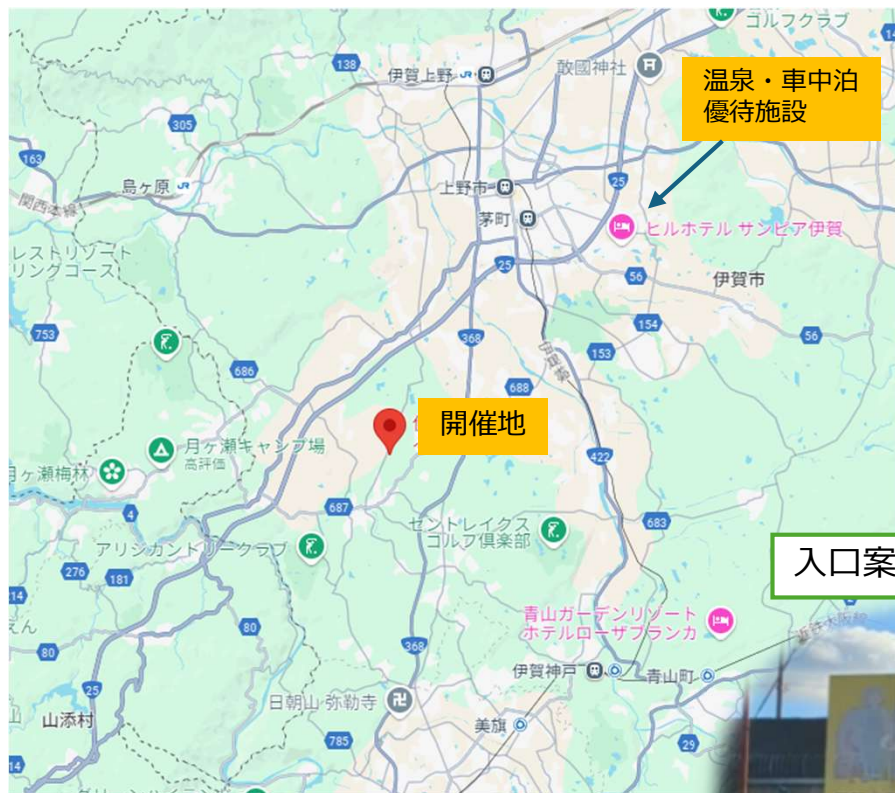 ゴルフクラブ
138
伊賀上野
敢國神社
温泉・車中泊
優待施設
305
163
島ヶ原
関西本線
上野市
25
茅町
ヒルホテル サンピア伊賀
レストリゾート
リングコース
25
56
伊賀市
753
368
154
56
伊賀線
153
686
688
開催地
月ヶ瀬キャンプ場
高評価
月ヶ瀬梅林
422
4
687
セントレイクス
ゴルフ倶楽部
683
アリジカントリークラブ
入口案
276
181
14
えん
80
80
青山ガーデンリゾート
ホテルローザブランカ
368
伊賀神戸
青山町
25
日朝山 弥勒寺
山添村
美旗
785
29
14